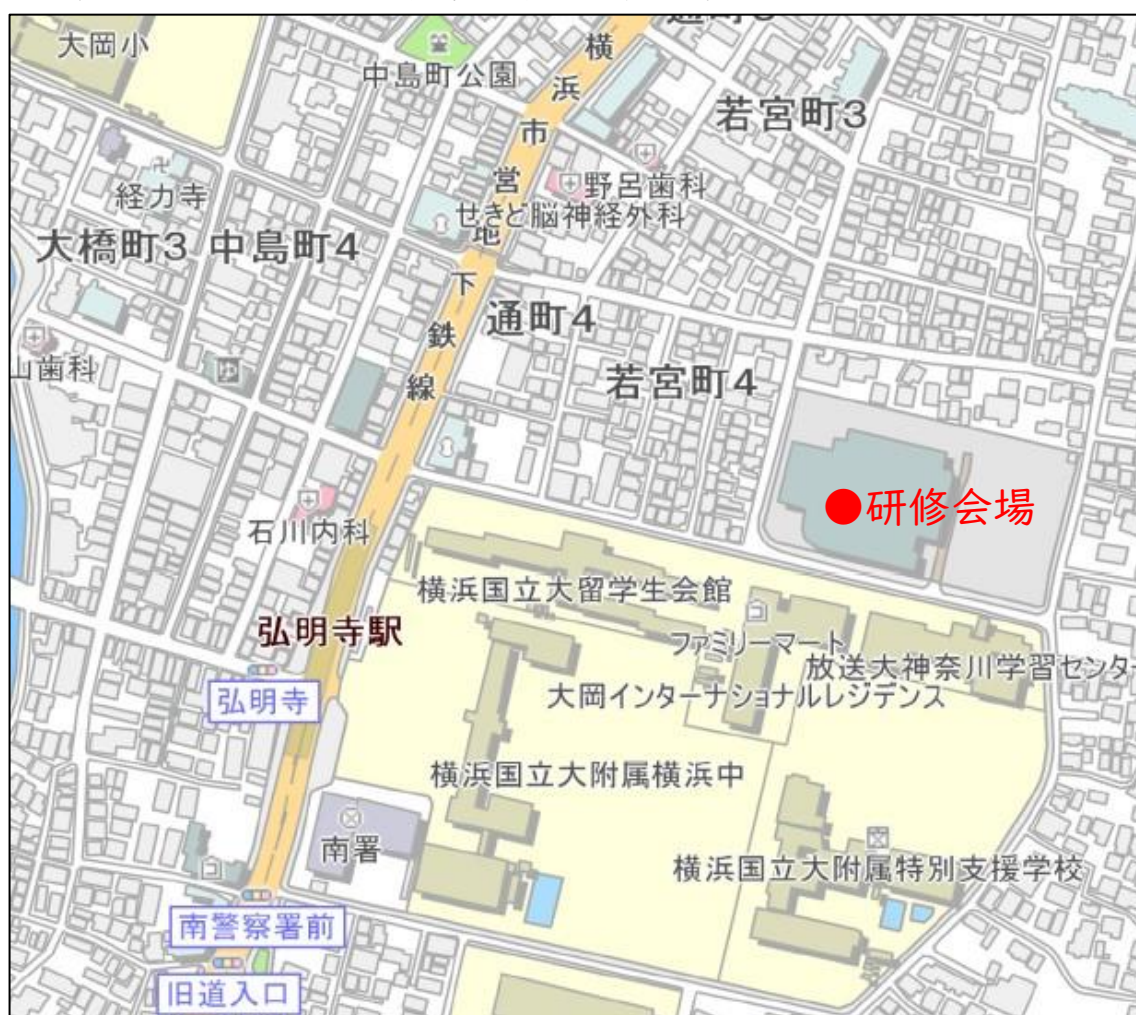 大岡小
中島町公園
横浜市営地下鉄線
若宮町3
野呂歯科
せきど脳神経外科
経力寺
大橋町3
中島町4
通町4
山歯科
若宮町4
●研修会場
石川内科
横浜国立大留学生会館
弘明寺駅
ファミリーマート
放送大神奈川学習センター
弘明寺
大岡インターナショナルレジデンス
横浜国立大附属横浜中
南署
横浜国立大附属特別支援学校
南警察署前
旧道入口